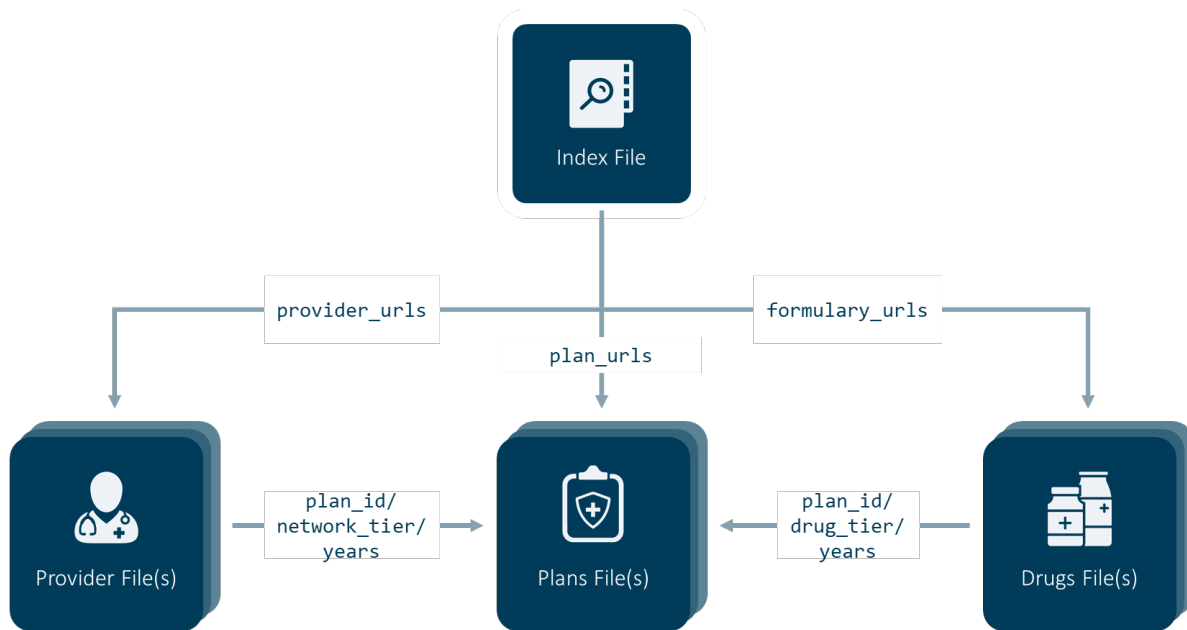 Index File
provider_urls
formulary_urls
plan_urls
plan_id/
network_tier/
years
plan_id/
drug_tier/
years
Provider File(s)
Plans File(s)
Drugs File(s)